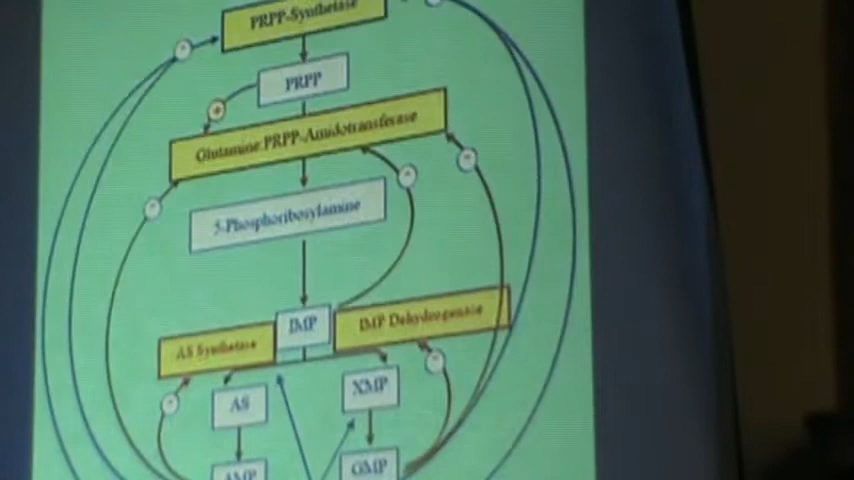 PRPP-Synthetase
PRPP
+
Glutamine:PRPP-Amidotransferase
5-Phosphoribosylamine
IMP
IMP Dehydrogenase
AS Synthetase
AS
XMP
AMP
GMP